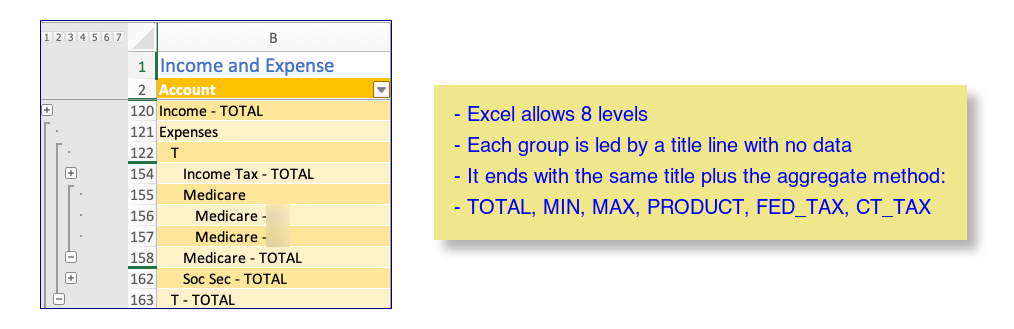 1 2 3 4 5 6 7
B
1 Income and Expense
2 Account
120 Income - TOTAL
121 Expenses
122 T
154 Income Tax - TOTAL
155 Medicare
156 Medicare -
157 Medicare -
158 Medicare - TOTAL
162 Soc Sec - TOTAL
163 T - TOTAL
- Excel allows 8 levels
- Each group is led by a title line with no data
- It ends with the same title plus the aggregate method:
- TOTAL, MIN, MAX, PRODUCT, FED_TAX, CT_TAX